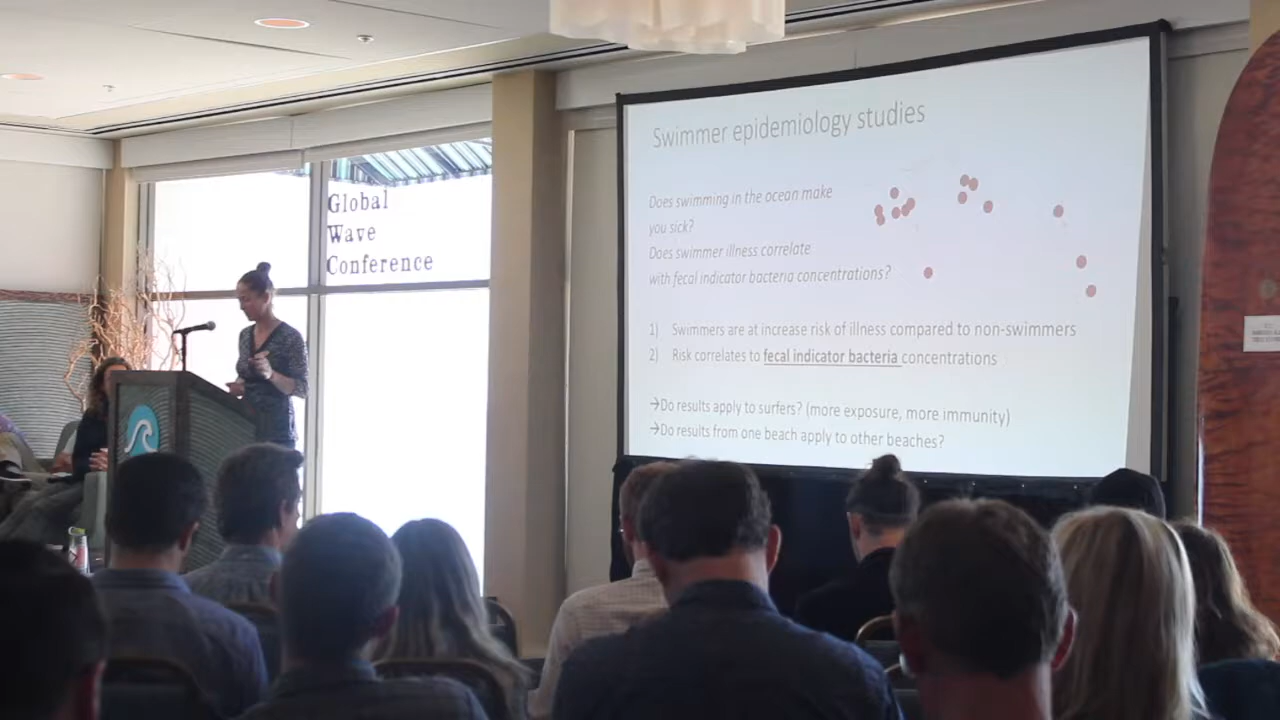 Global
Wave
Conference
Swimmer epidemiology studies
Does swimming in the ocean make
you sick?
Does swimmer illness correlate
with fecal indicator bacteria concentrations?
1) Swimmers are at increase risk of illness compared to non-swimmers
2) Risk correlates to fecal indicator bacteria concentrations
→Do results apply to surfers? (more exposure, more immunity)
→Do results from one beach apply to other beaches?